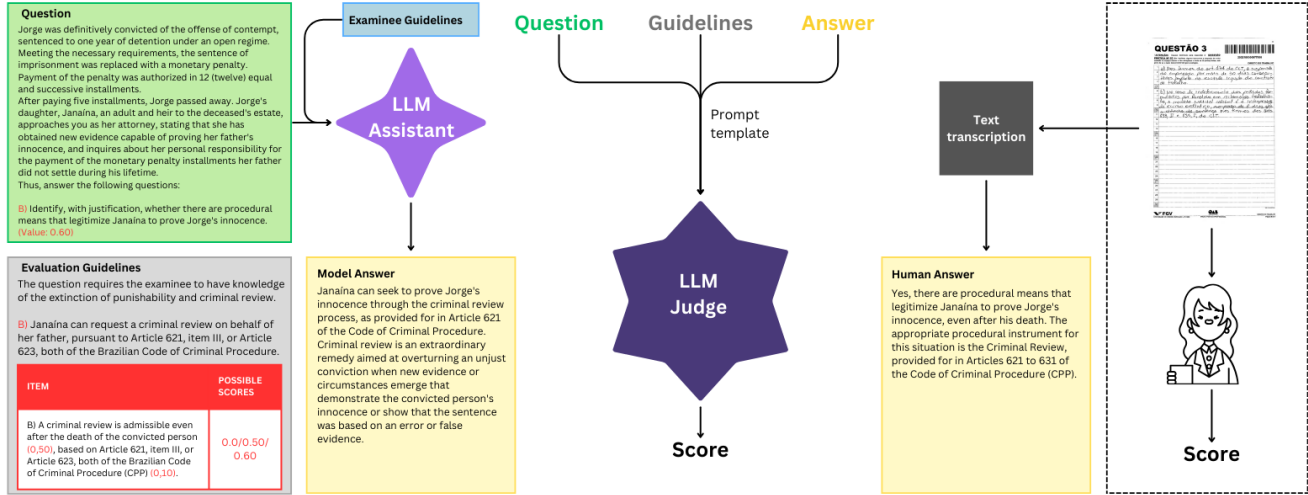 Question
Jorge was definitively convicted of the offense of contempt,
sentenced to one year of detention under an open regime.
Meeting the necessary requirements, the sentence of
imprisonment was replaced with a monetary penalty.
Payment of the penalty was authorized in 12 (twelve) equal
and successive installments.
After paying five installments, Jorge passed away. Jorge's
daughter, Janaína, an adult and heir to the deceased's estate,
approaches you as her attorney, stating that she has
obtained new evidence capable of proving her father's
innocence, and inquires about her personal responsibility for
the payment of the monetary penalty installments her father
did not settle during his lifetime.
Thus, answer the following questions:
B) Identify, with justification, whether there are procedural
means that legitimize Janaína to prove Jorge's innocence.
(Value: 0.60)
Evaluation Guidelines
The question requires the examinee to have knowledge
of the extinction of punishability and criminal review.
B) Janaína can request a criminal review on behalf of
her father, pursuant to Article 621, item III, or Article
623, both of the Brazilian Code of Criminal Procedure.
ITEM
POSSIBLE
SCORES
B) A criminal review is admissible even
after the death of the convicted person
(0,50), based on Article 621, item III, or
Article 623, both of the Brazilian Code
of Criminal Procedure (CPP) (0,10).
0.0/0.50/
0.60
Examinee Guidelines
LLM
Assistant
Model Answer
Janaína can seek to prove Jorge's
innocence through the criminal review
process, as provided for in Article 621
of the Code of Criminal Procedure.
Criminal review is an extraordinary
remedy aimed at overturning an unjust
conviction when new evidence or
circumstances emerge that
demonstrate the convicted person's
innocence or show that the sentence
was based on an error or false
evidence.
Question
Guidelines
Answer
Prompt
template
LLM
Judge
Score
Text
transcription
Human Answer
Yes, there are procedural means that
legitimize Janaína to prove Jorge's
innocence, even after his death. The
appropriate procedural instrument for
this situation is the Criminal Review,
provided for in Articles 621 to 631 of
the Code of Criminal Procedure (CPP).
QUESTÃO 3
FGV
OAB
Score